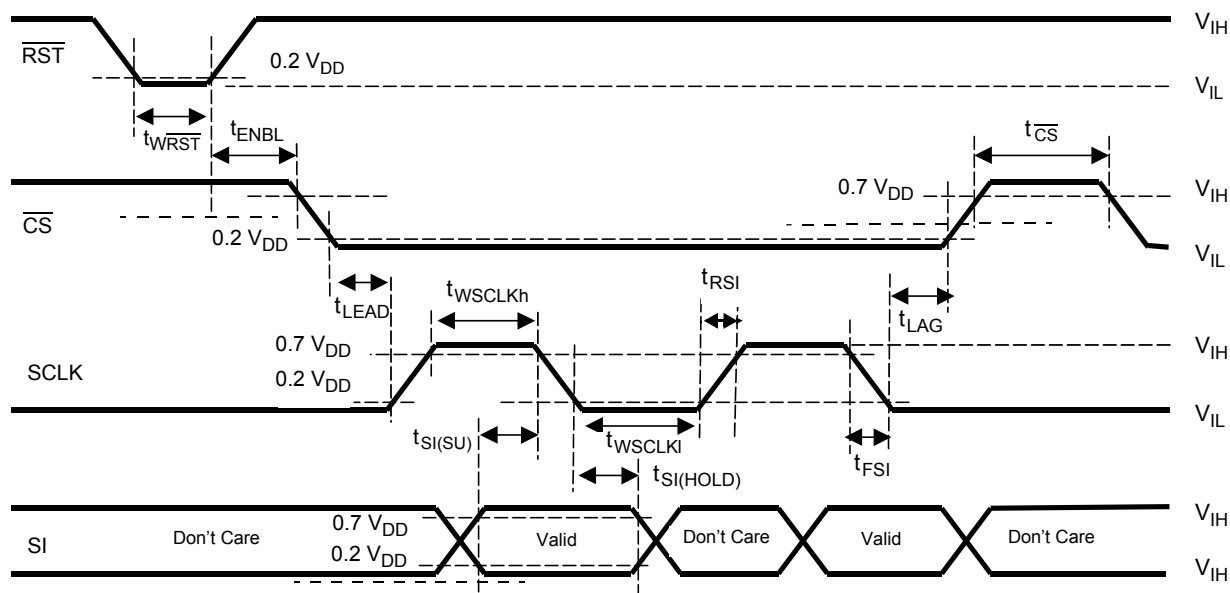 V_IH
RST
0.2 V_DD
V_IL
t_WRST
t_ENBL
t_CS
0.7 V_DD
V_IH
CS
0.2 V_DD
V_IL
t_LEAD
t_WSCLKh
t_RSI
t_LAG
0.7 V_DD
V_IH
SCLK
0.2 V_DD
V_IL
t_SI(SU)
t_WSCLKl
t_FSI
t_SI(HOLD)
V_IH
0.7 V_DD
SI
Don't Care
Valid
Don't Care
Valid
Don't Care
0.2 V_DD
V_IH